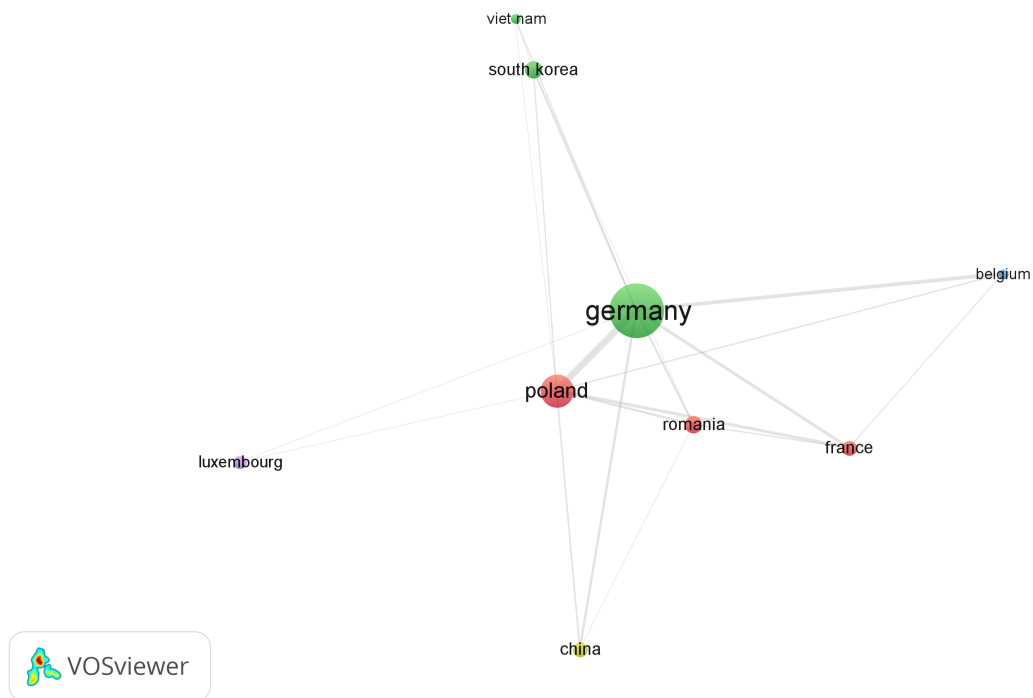 viet nam
south korea
belgium
germany
poland
romania
france
luxembourg
china
VOSviewer